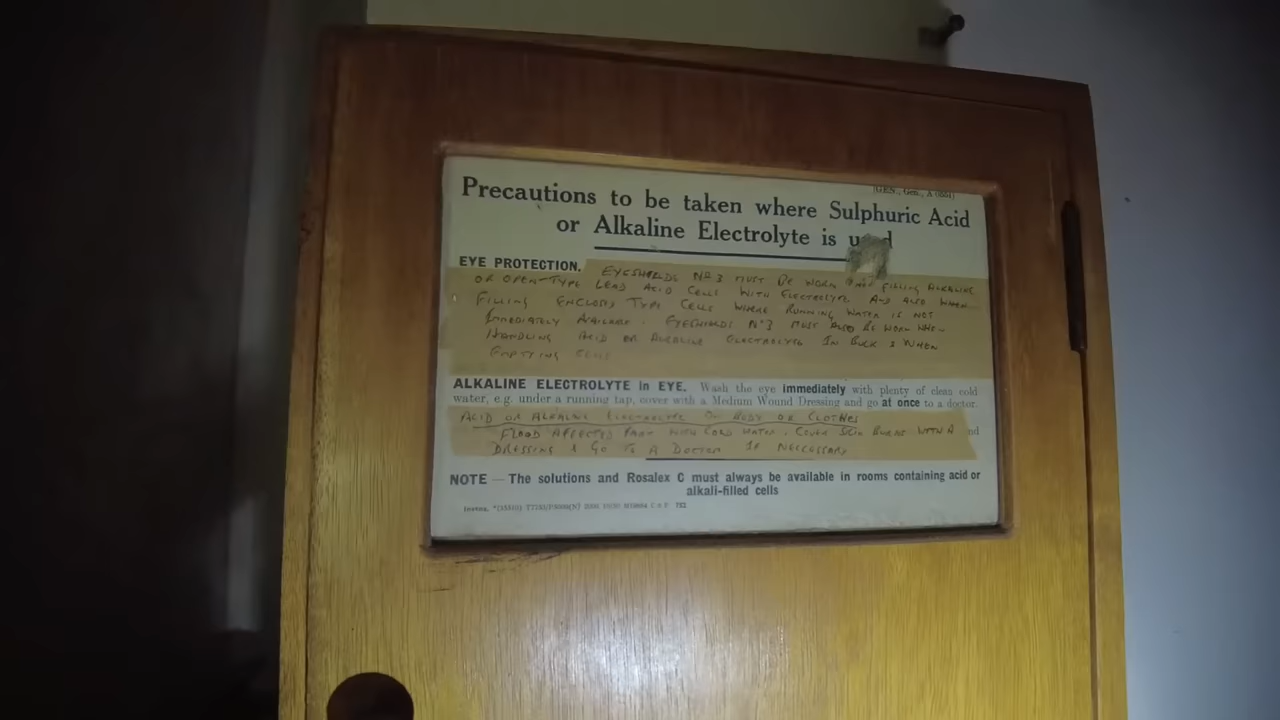 Precautions to be taken where Sulphuric Acid
or Alkaline Electrolyte is used
EYE PROTECTION. EYESHIELDS No 3 MUST BE WORN FILLING ALKALINE
OR OPEN-TYPE LEAD ACID CELLS WITH ELECTROLYTE AND ALSO WHEN
FILLING ENCLOSED TYPE CELLS WHERE RUNNING WATER IS NOT
IMMEDIATELY AVAILABLE. EYESHIELDS No 3 MUST ALSO BE WORN WHEN
HANDLING ACID OR ALKALINE ELECTROLYTE IN BULK & WHEN
EMPTYING CELLS
ALKALINE ELECTROLYTE in EYE. Wash the eye immediately with plenty of clean cold
water, e.g. under a running tap, cover with a Medium Wound Dressing and go at once to a doctor.
ACID OR ALKALINE ELECTROLYTE ON BODY OR CLOTHES
FLOOD AFFECTED PART WITH COLD WATER. COVER SKIN BURNS WITH A nd
DRESSING & GO TO A DOCTOR IF NECCESSARY
NOTE — The solutions and Rosalex C must always be available in rooms containing acid or
alkali-filled cells